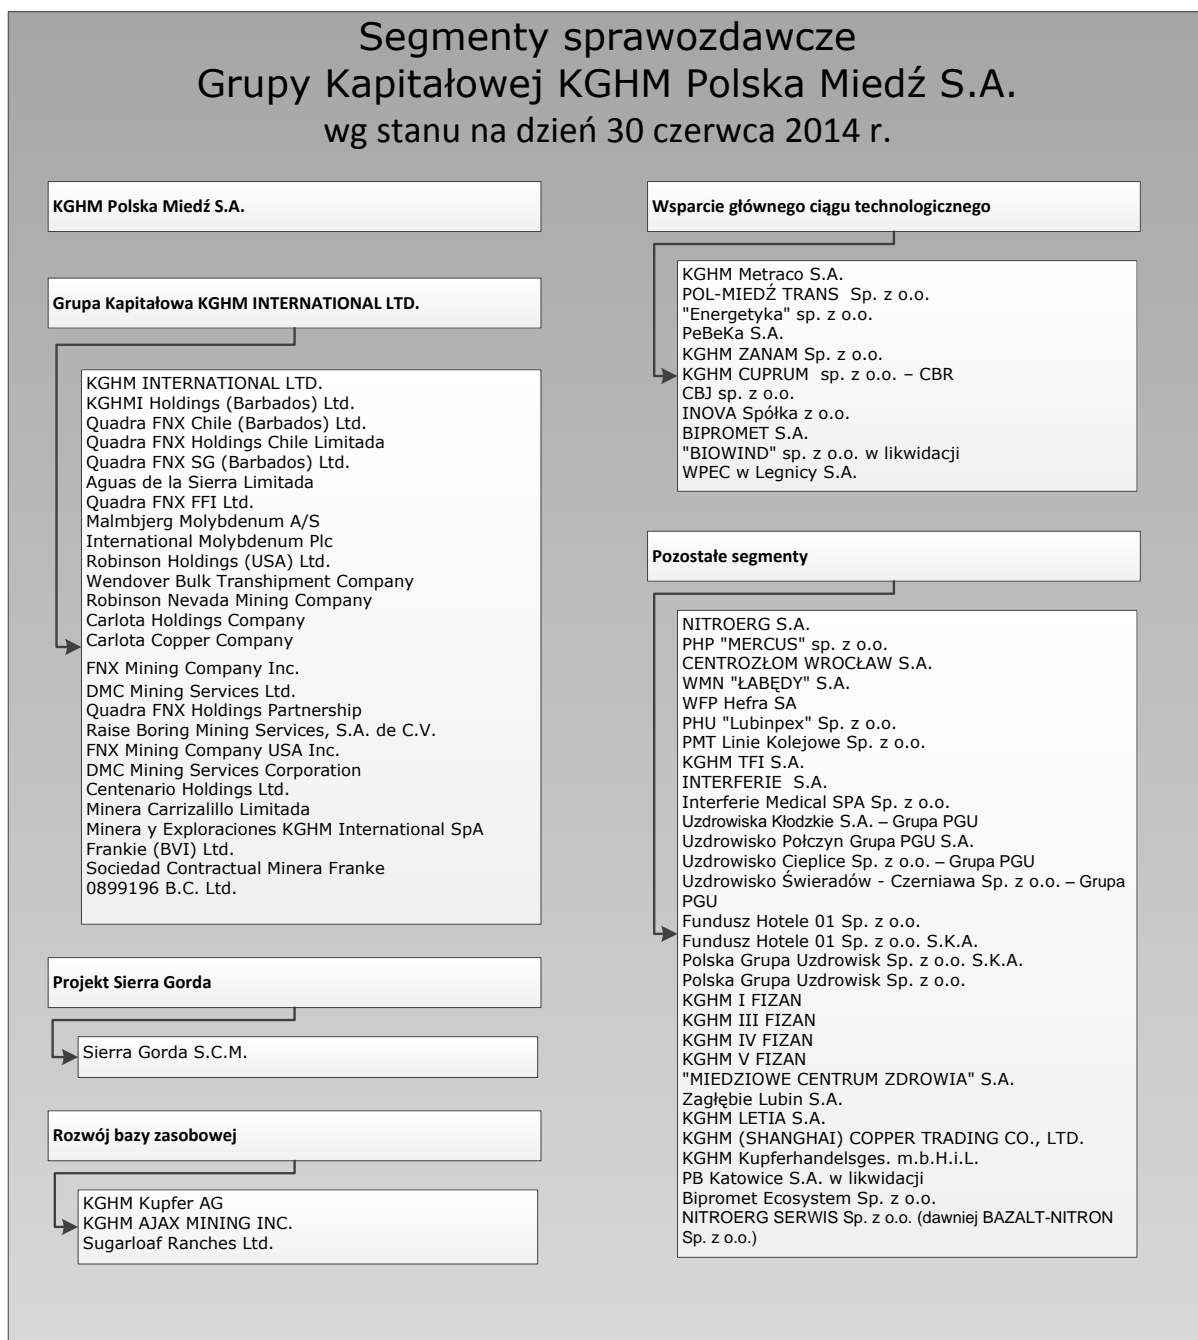 Segmenty sprawozdawcze
Grupy Kapitałowej KGHM Polska Miedź S.A.
wg stanu na dzień 30 czerwca 2014 r.
KGHM Polska Miedź S.A.
Grupa Kapitałowa KGHM INTERNATIONAL LTD.
KGHM INTERNATIONAL LTD.
KGHMI Holdings (Barbados) Ltd.
Quadra FNX Chile (Barbados) Ltd.
Quadra FNX Holdings Chile Limitada
Quadra FNX SG (Barbados) Ltd.
Aguas de la Sierra Limitada
Quadra FNX FFI Ltd.
Malmbjerg Molybdenum A/S
International Molybdenum Plc
Robinson Holdings (USA) Ltd.
Wendover Bulk Transhipment Company
Robinson Nevada Mining Company
Carlota Holdings Company
Carlota Copper Company
FNX Mining Company Inc.
DMC Mining Services Ltd.
Quadra FNX Holdings Partnership
Raise Boring Mining Services, S.A. de C.V.
FNX Mining Company USA Inc.
DMC Mining Services Corporation
Centenario Holdings Ltd.
Minera Carrizalillo Limitada
Minera y Exploraciones KGHM International SpA
Frankie (BVI) Ltd.
Sociedad Contractual Minera Franke
0899196 B.C. Ltd.
Projekt Sierra Gorda
Sierra Gorda S.C.M.
Rozwój bazy zasobowej
KGHM Kupfer AG
KGHM AJAX MINING INC.
Sugarloaf Ranches Ltd.
Wsparcie głównego ciągu technologicznego
KGHM Metraco S.A.
POL-MIEDŹ TRANS Sp. z o.o.
"Energetyka" sp. z o.o.
PeBeKa S.A.
KGHM ZANAM Sp. z o.o.
KGHM CUPRUM sp. z o.o. – CBR
CBJ sp. z o.o.
INOVA Spółka z o.o.
BIPROMET S.A.
"BIOWIND" sp. z o.o. w likwidacji
WPEC w Legnicy S.A.
Pozostałe segmenty
NITROERG S.A.
PHP "MERCUS" sp. z o.o.
CENTROZŁOM WROCŁAW S.A.
WMN "ŁABĘDY" S.A.
WFP Hefra SA
PHU "Lubinpex" Sp. z o.o.
PMT Linie Kolejowe Sp. z o.o.
KGHM TFI S.A.
INTERFERIE S.A.
Interferie Medical SPA Sp. z o.o.
Uzdrowiska Kłodzkie S.A. – Grupa PGU
Uzdrowisko Połczyn Grupa PGU S.A.
Uzdrowisko Cieplice Sp. z o.o. – Grupa PGU
Uzdrowisko Świeradów - Czerniawa Sp. z o.o. – Grupa
PGU
Fundusz Hotele 01 Sp. z o.o.
Fundusz Hotele 01 Sp. z o.o. S.K.A.
Polska Grupa Uzdrowisk Sp. z o.o. S.K.A.
Polska Grupa Uzdrowisk Sp. z o.o.
KGHM I FIZAN
KGHM III FIZAN
KGHM IV FIZAN
KGHM V FIZAN
"MIEDZIOWE CENTRUM ZDROWIA" S.A.
Zagłębie Lubin S.A.
KGHM LETIA S.A.
KGHM (SHANGHAI) COPPER TRADING CO., LTD.
KGHM Kupferhandelsges. m.b.H.i.L.
PB Katowice S.A. w likwidacji
Bipromet Ecosystem Sp. z o.o.
NITROERG SERWIS Sp. z o.o. (dawniej BAZALT-NITRON
Sp. z o.o.)